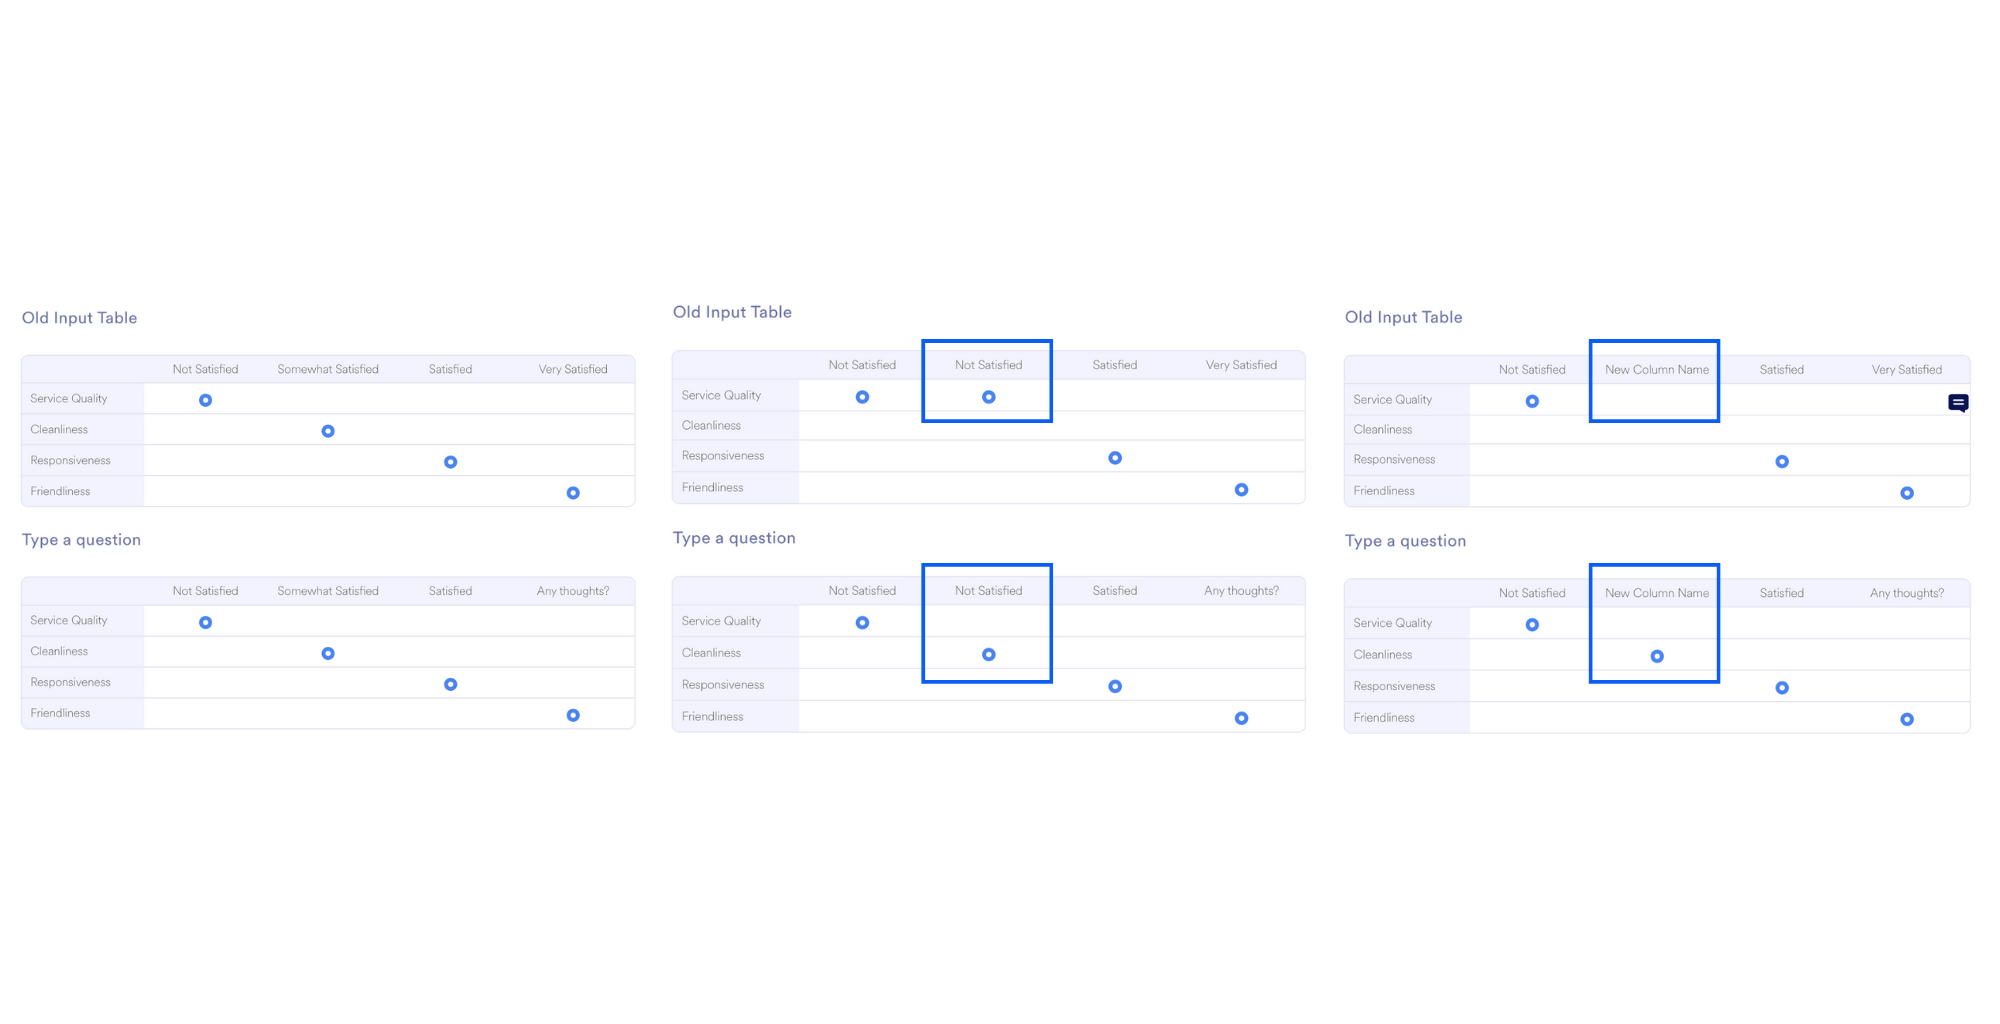 Old Input Table
Not Satisfied Somewhat Satisfied Satisfied Very Satisfied
Service Quality
Cleanliness
Responsiveness
Friendliness
Type a question
Not Satisfied Somewhat Satisfied Satisfied Any thoughts?
Service Quality
Cleanliness
Responsiveness
Friendliness
Old Input Table
Not Satisfied Not Satisfied Satisfied Very Satisfied
Service Quality
Cleanliness
Responsiveness
Friendliness
Type a question
Not Satisfied Not Satisfied Satisfied Any thoughts?
Service Quality
Cleanliness
Responsiveness
Friendliness
Old Input Table
Not Satisfied New Column Name Satisfied Very Satisfied
Service Quality
Cleanliness
Responsiveness
Friendliness
Type a question
Not Satisfied New Column Name Satisfied Any thoughts?
Service Quality
Cleanliness
Responsiveness
Friendliness